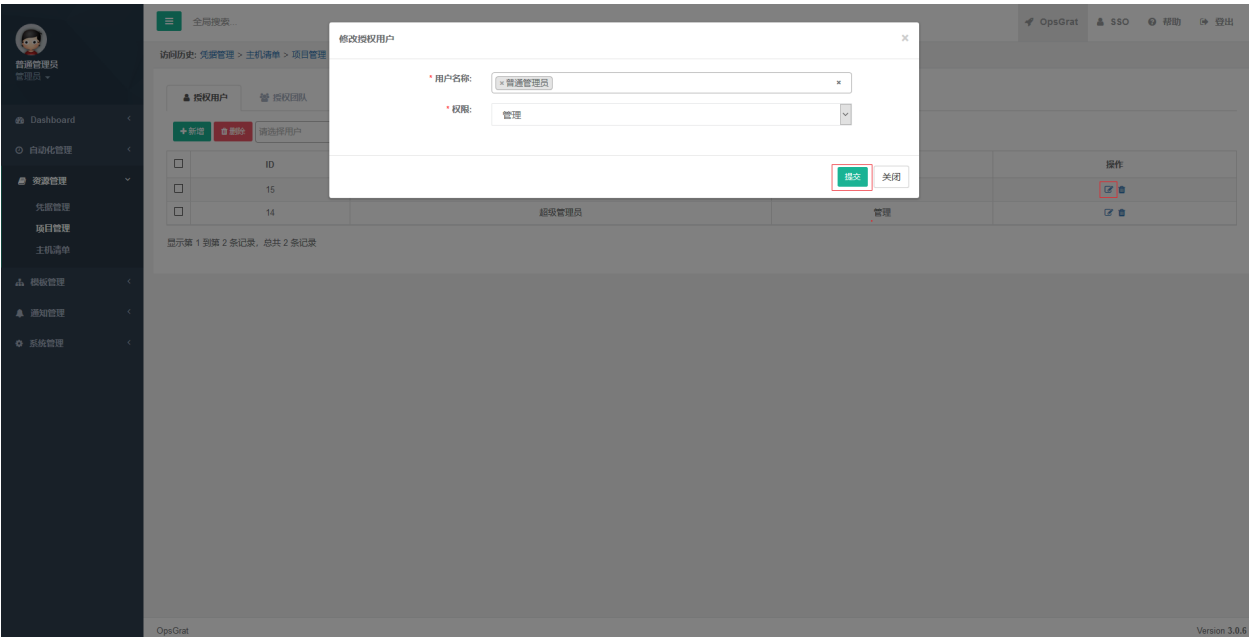 全局搜索...
OpsGrat
SSO
帮助
登出
普通管理员
管理员
访问历史: 凭据管理 > 主机清单 > 项目管理
修改授权用户
×
* 用户名称:
×普通管理员
×
* 权限:
管理
提交
关闭
授权用户
授权团队
+新增
删除
请选择用户
ID
操作
15
14
超级管理员
管理
显示第 1 到第 2 条记录，总共 2 条记录
Dashboard
自动化管理
资源管理
凭据管理
项目管理
主机清单
模板管理
通知管理
系统管理
OpsGrat
Version 3.0.6